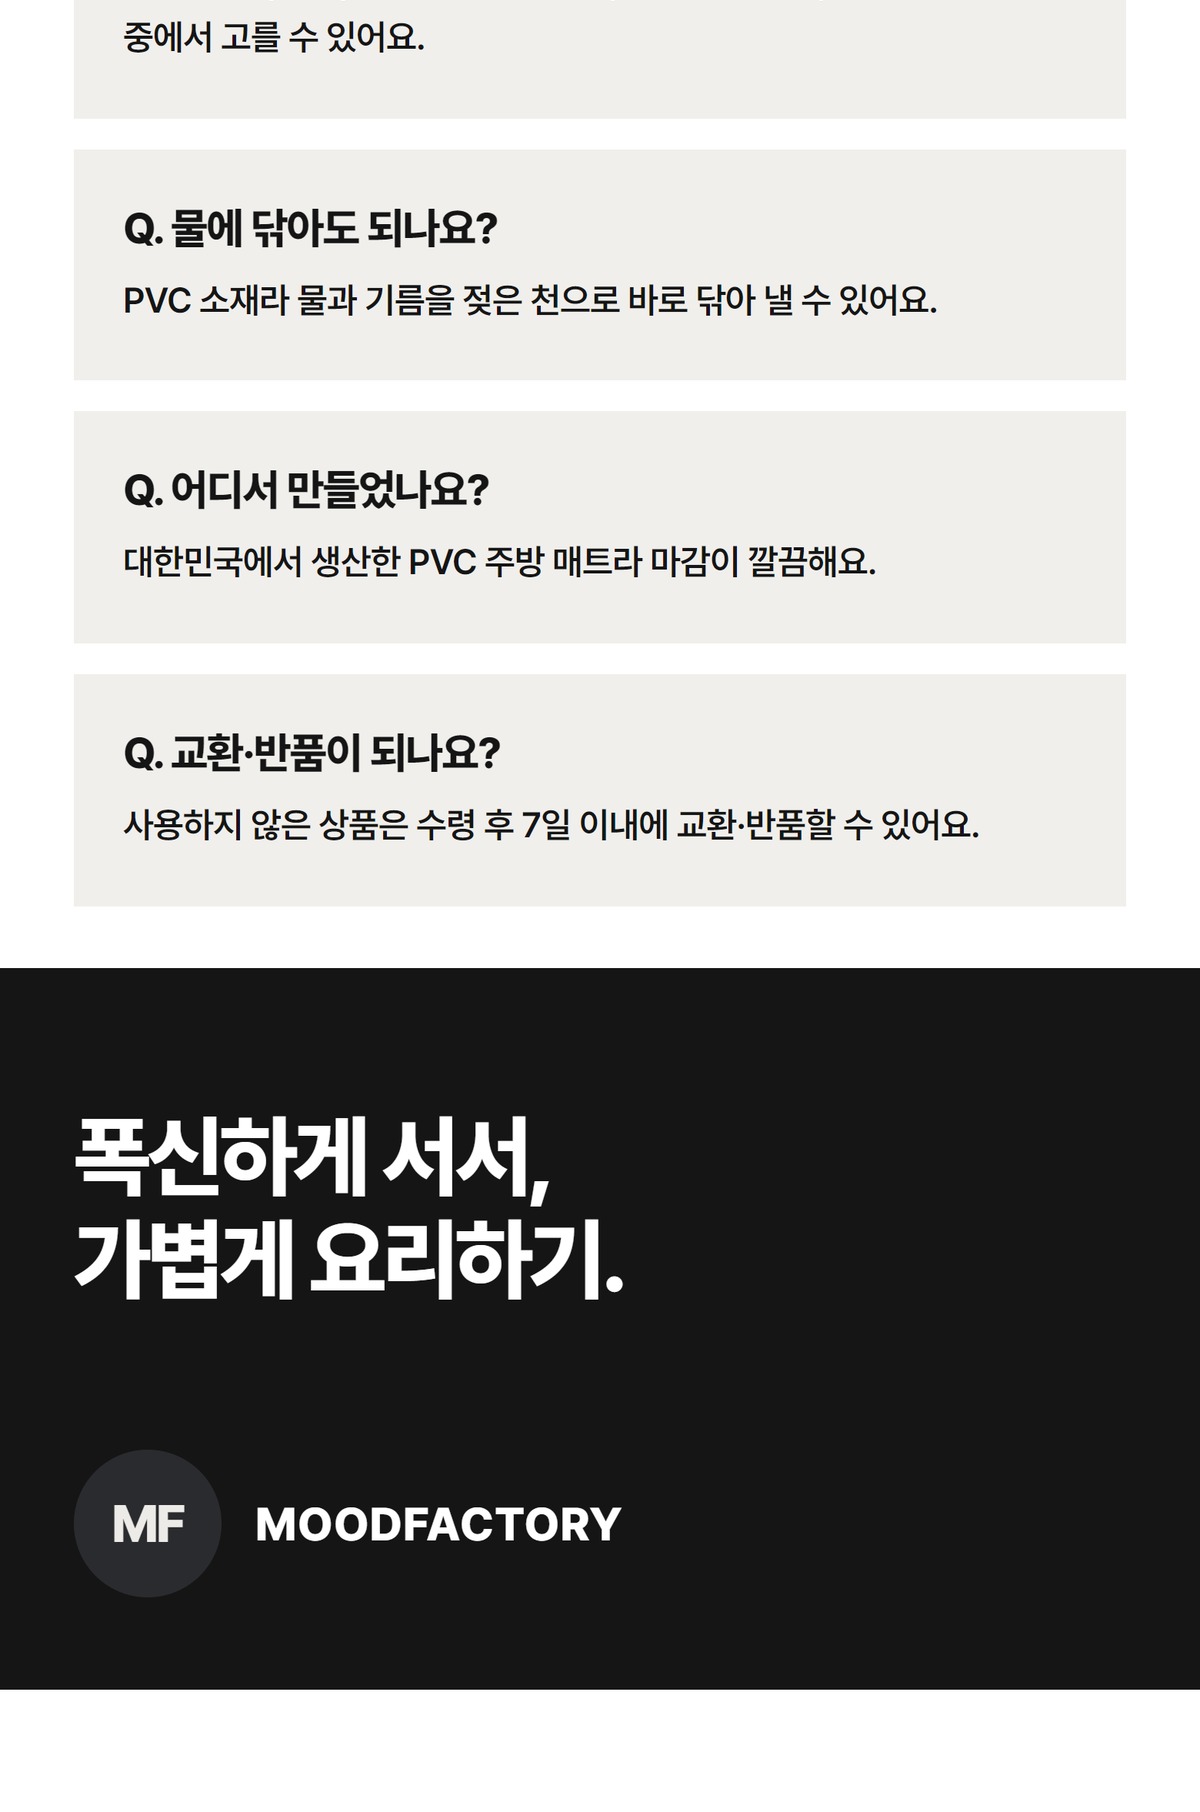 중에서 고를 수 있어요.
Q. 물에 닦아도 되나요?
PVC 소재라 물과 기름을 젖은 천으로 바로 닦아 낼 수 있어요.
Q. 어디서 만들었나요?
대한민국에서 생산한 PVC 주방 매트라 마감이 깔끔해요.
Q. 교환·반품이 되나요?
사용하지 않은 상품은 수령 후 7일 이내에 교환·반품할 수 있어요.
폭신하게 서서,
가볍게 요리하기.
MF
MOODFACTORY